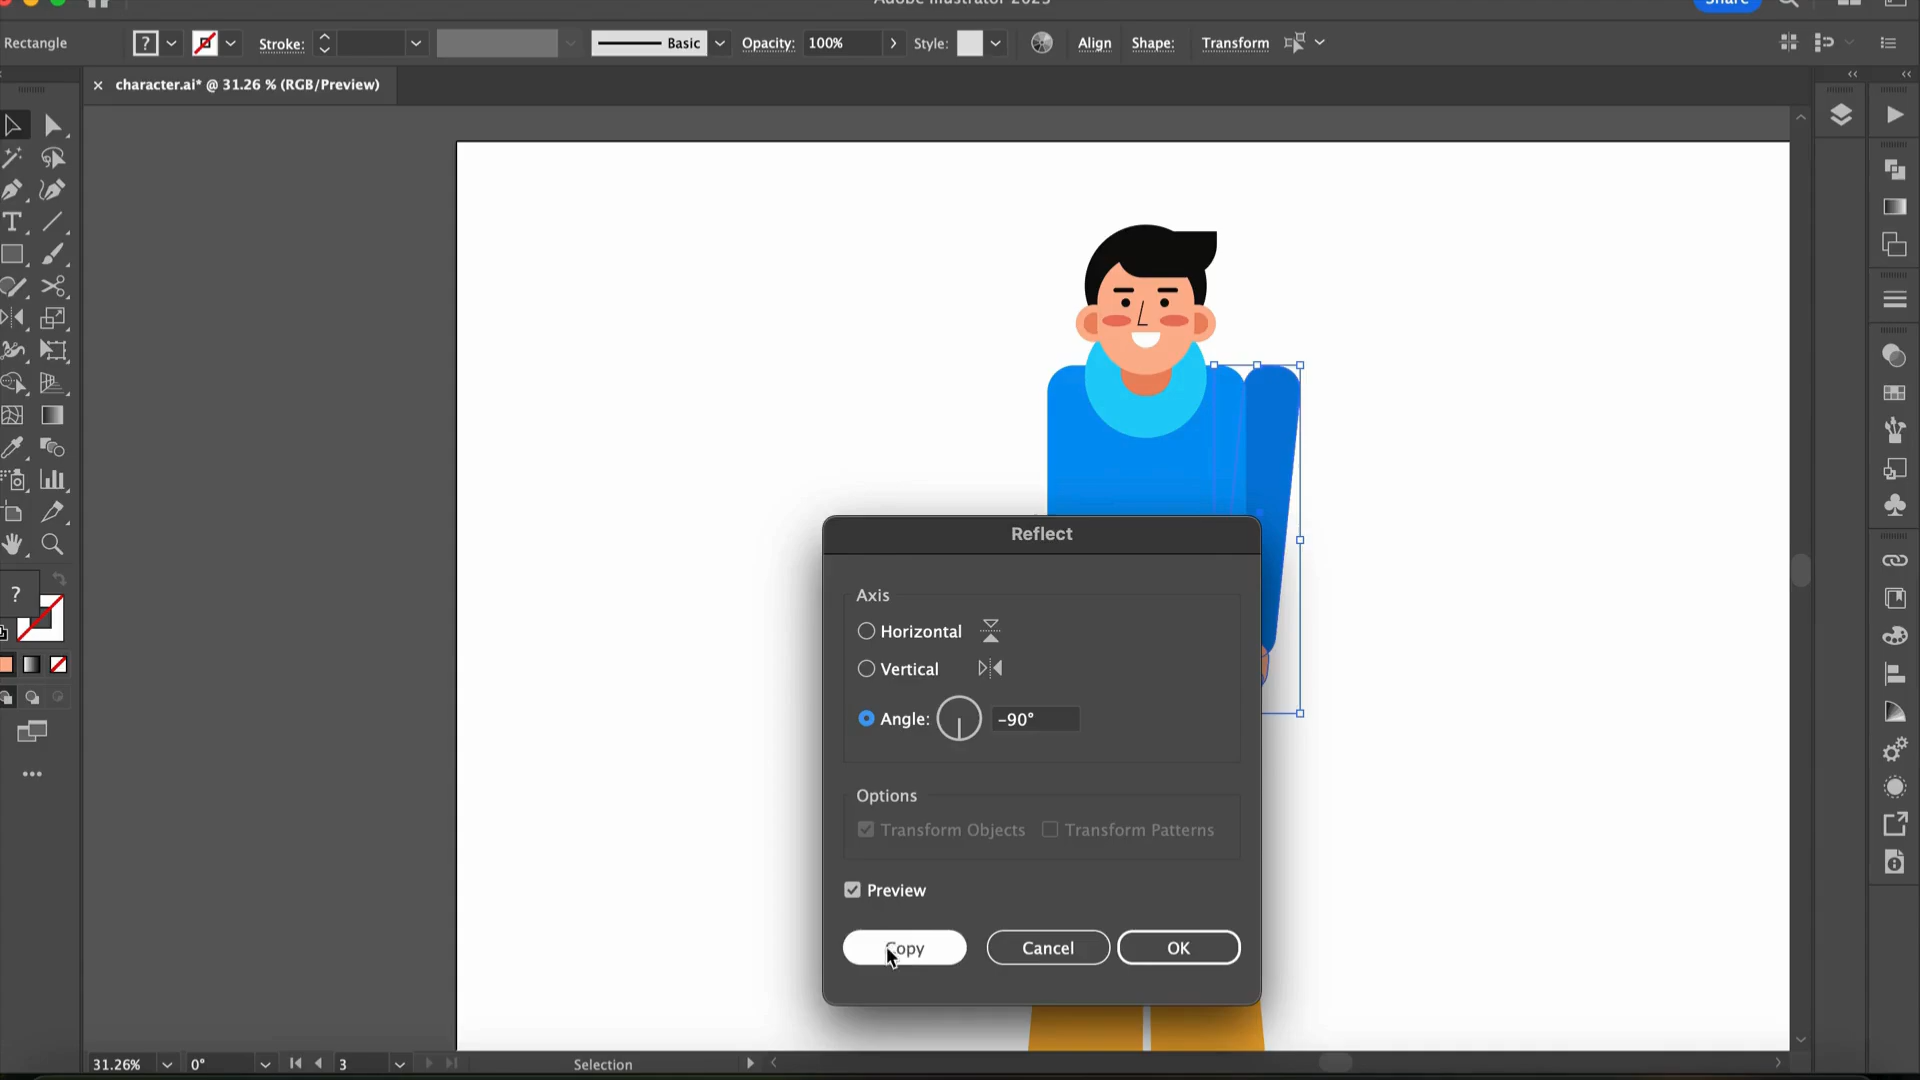 Adobe Illustrator 2023
Share
Rectangle
?
Stroke:
Basic
Opacity:
100%
Style:
Align
Shape:
Transform
× character.ai* @ 31.26 % (RGB/Preview)
T
?
Reflect
Axis
Horizontal
Vertical
Angle:
-90°
Options
Transform Objects
Transform Patterns
Preview
Copy
Cancel
OK
31.26%
0°
3
Selection